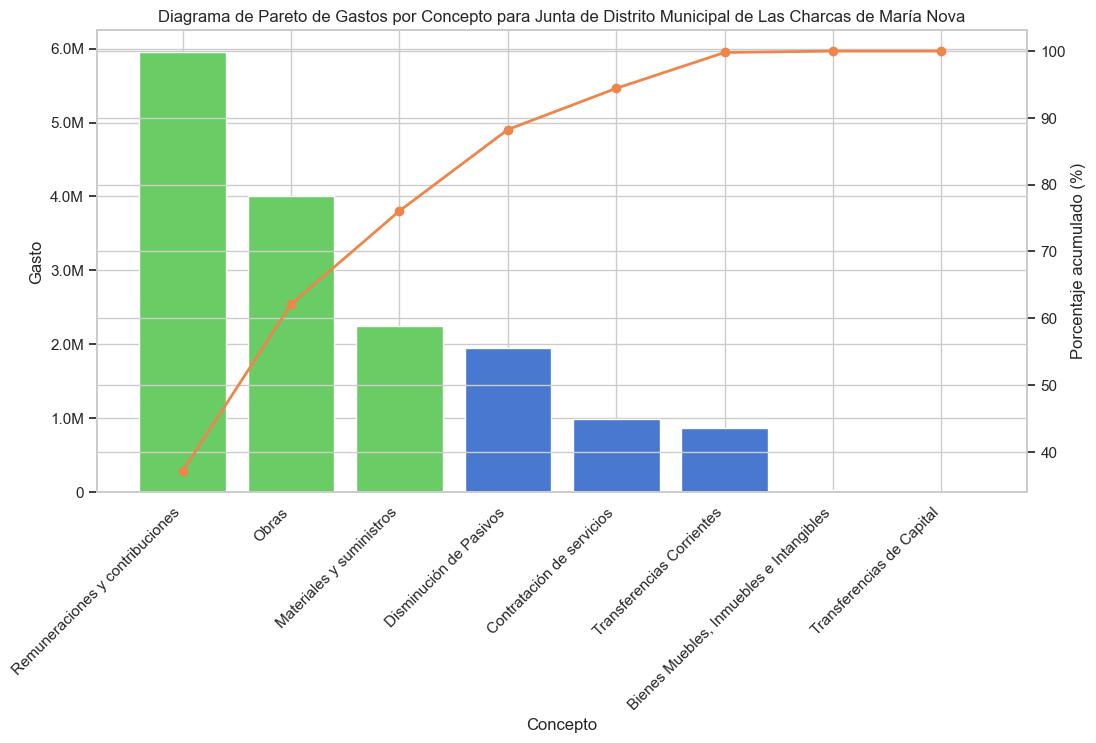 Diagrama de Pareto de Gastos por Concepto para Junta de Distrito Municipal de Las Charcas de María Nova
6.0M
5.0M
4.0M
3.0M
2.0M
1.0M
0
Gasto
100
90
80
70
60
50
40
Porcentaje acumulado (%)
Remuneraciones y contribuciones
Obras
Materiales y suministros
Disminución de Pasivos
Contratación de servicios
Transferencias Corrientes
Bienes Muebles, Inmuebles e Intangibles
Transferencias de Capital
Concepto